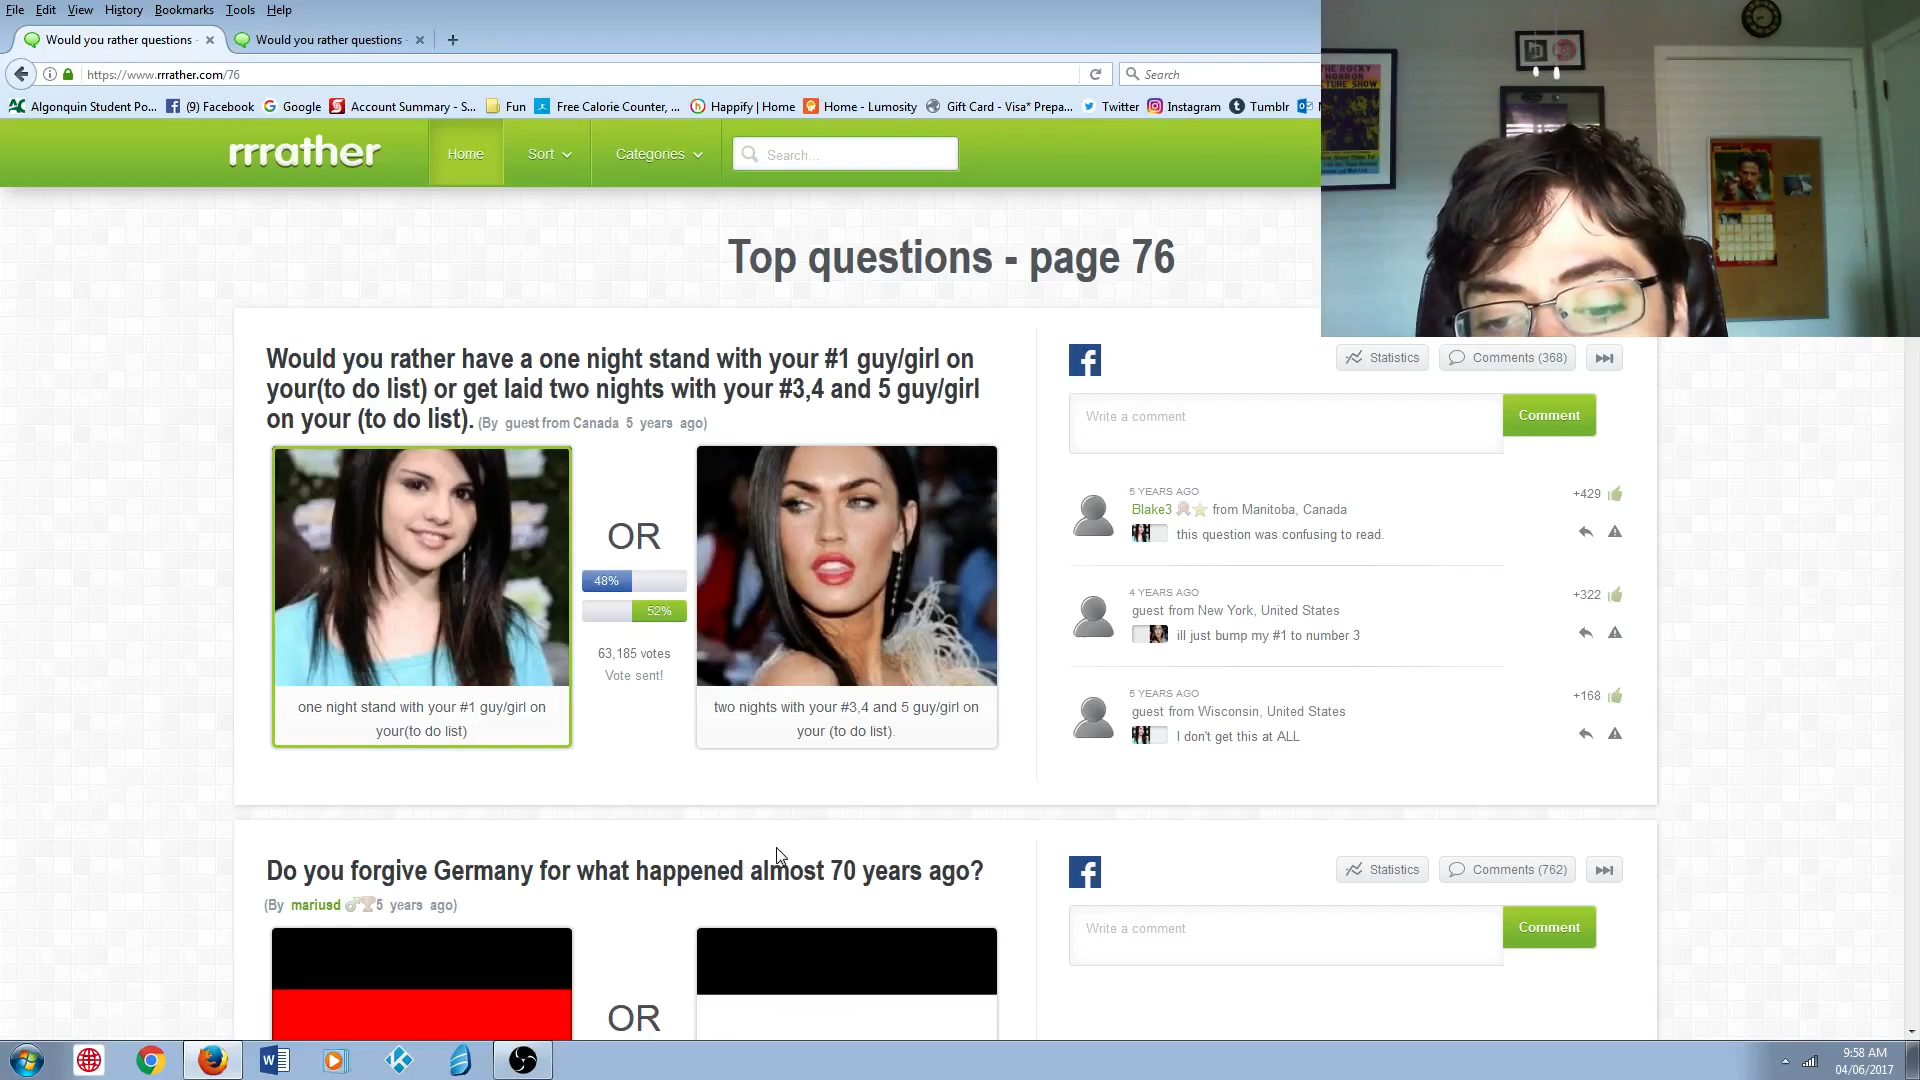 File Edit View History Bookmarks Tools Help
Would you rather questions - × Would you rather questions - × +
https://www.rrrather.com/76
Search
Algonquin Student Po... (9) Facebook Google Account Summary - S... Fun Free Calorie Counter, ... Happify | Home Home - Lumosity Gift Card - Visa* Prepa... Twitter Instagram Tumblr
rrrather Home Sort Categories Search...
THE ROCKY
HORROR
PICTURE SHOW
Top questions - page 76
Would you rather have a one night stand with your #1 guy/girl on
your(to do list) or get laid two nights with your #3,4 and 5 guy/girl
on your (to do list). (By guest from Canada 5 years ago)
OR
48%
52%
63,185 votes
Vote sent!
one night stand with your #1 guy/girl on
your(to do list)
two nights with your #3,4 and 5 guy/girl on
your (to do list).
Statistics Comments (368)
Write a comment
Comment
5 YEARS AGO
Blake3 from Manitoba, Canada
this question was confusing to read.
+429
4 YEARS AGO
guest from New York, United States
ill just bump my #1 to number 3
+322
5 YEARS AGO
guest from Wisconsin, United States
I don't get this at ALL
+168
Do you forgive Germany for what happened almost 70 years ago?
(By mariusd 5 years ago)
OR
Statistics Comments (762)
Write a comment
Comment
9:58 AM
04/06/2017